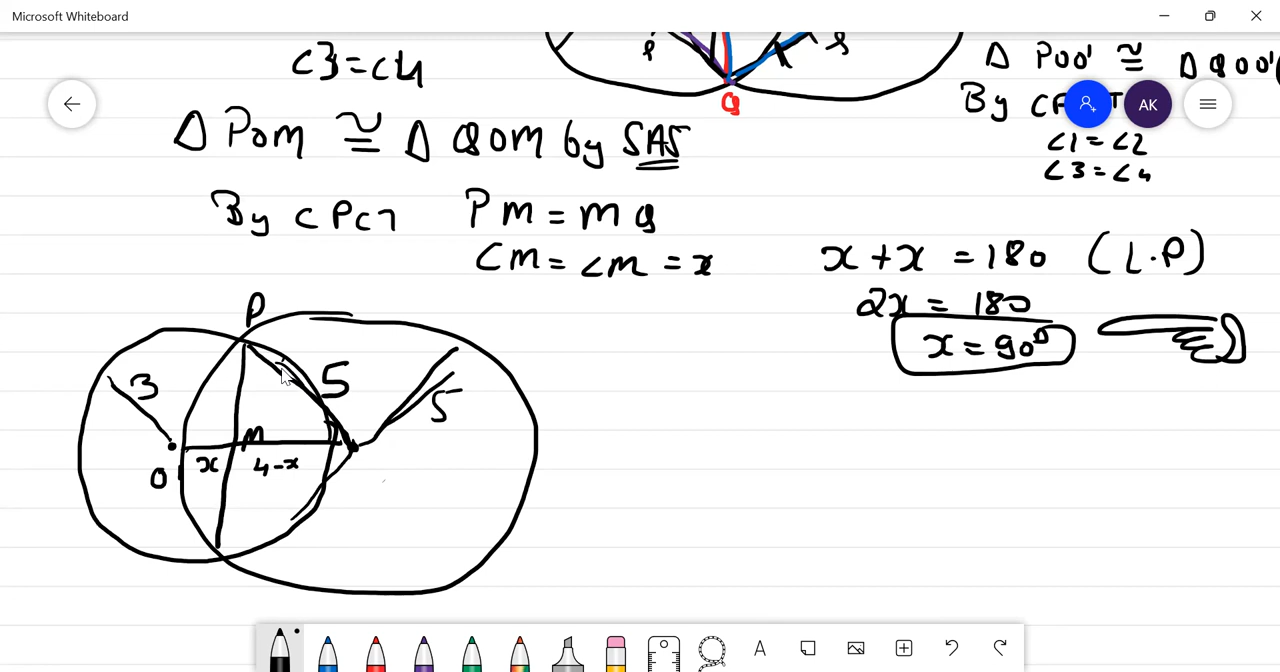 Microsoft Whiteboard
∠3=∠4
Δ POO' ≅ Δ QOO'
Q
By CP
AK
∠1=∠2
Δ POM ≅ Δ QOM by SAS
∠3=∠4
By CPCT PM = MQ
∠M = ∠M = x
x + x = 180 (L.P)
2x = 180
x = 90°
P
3
5
5
M
O
x
4-x
A